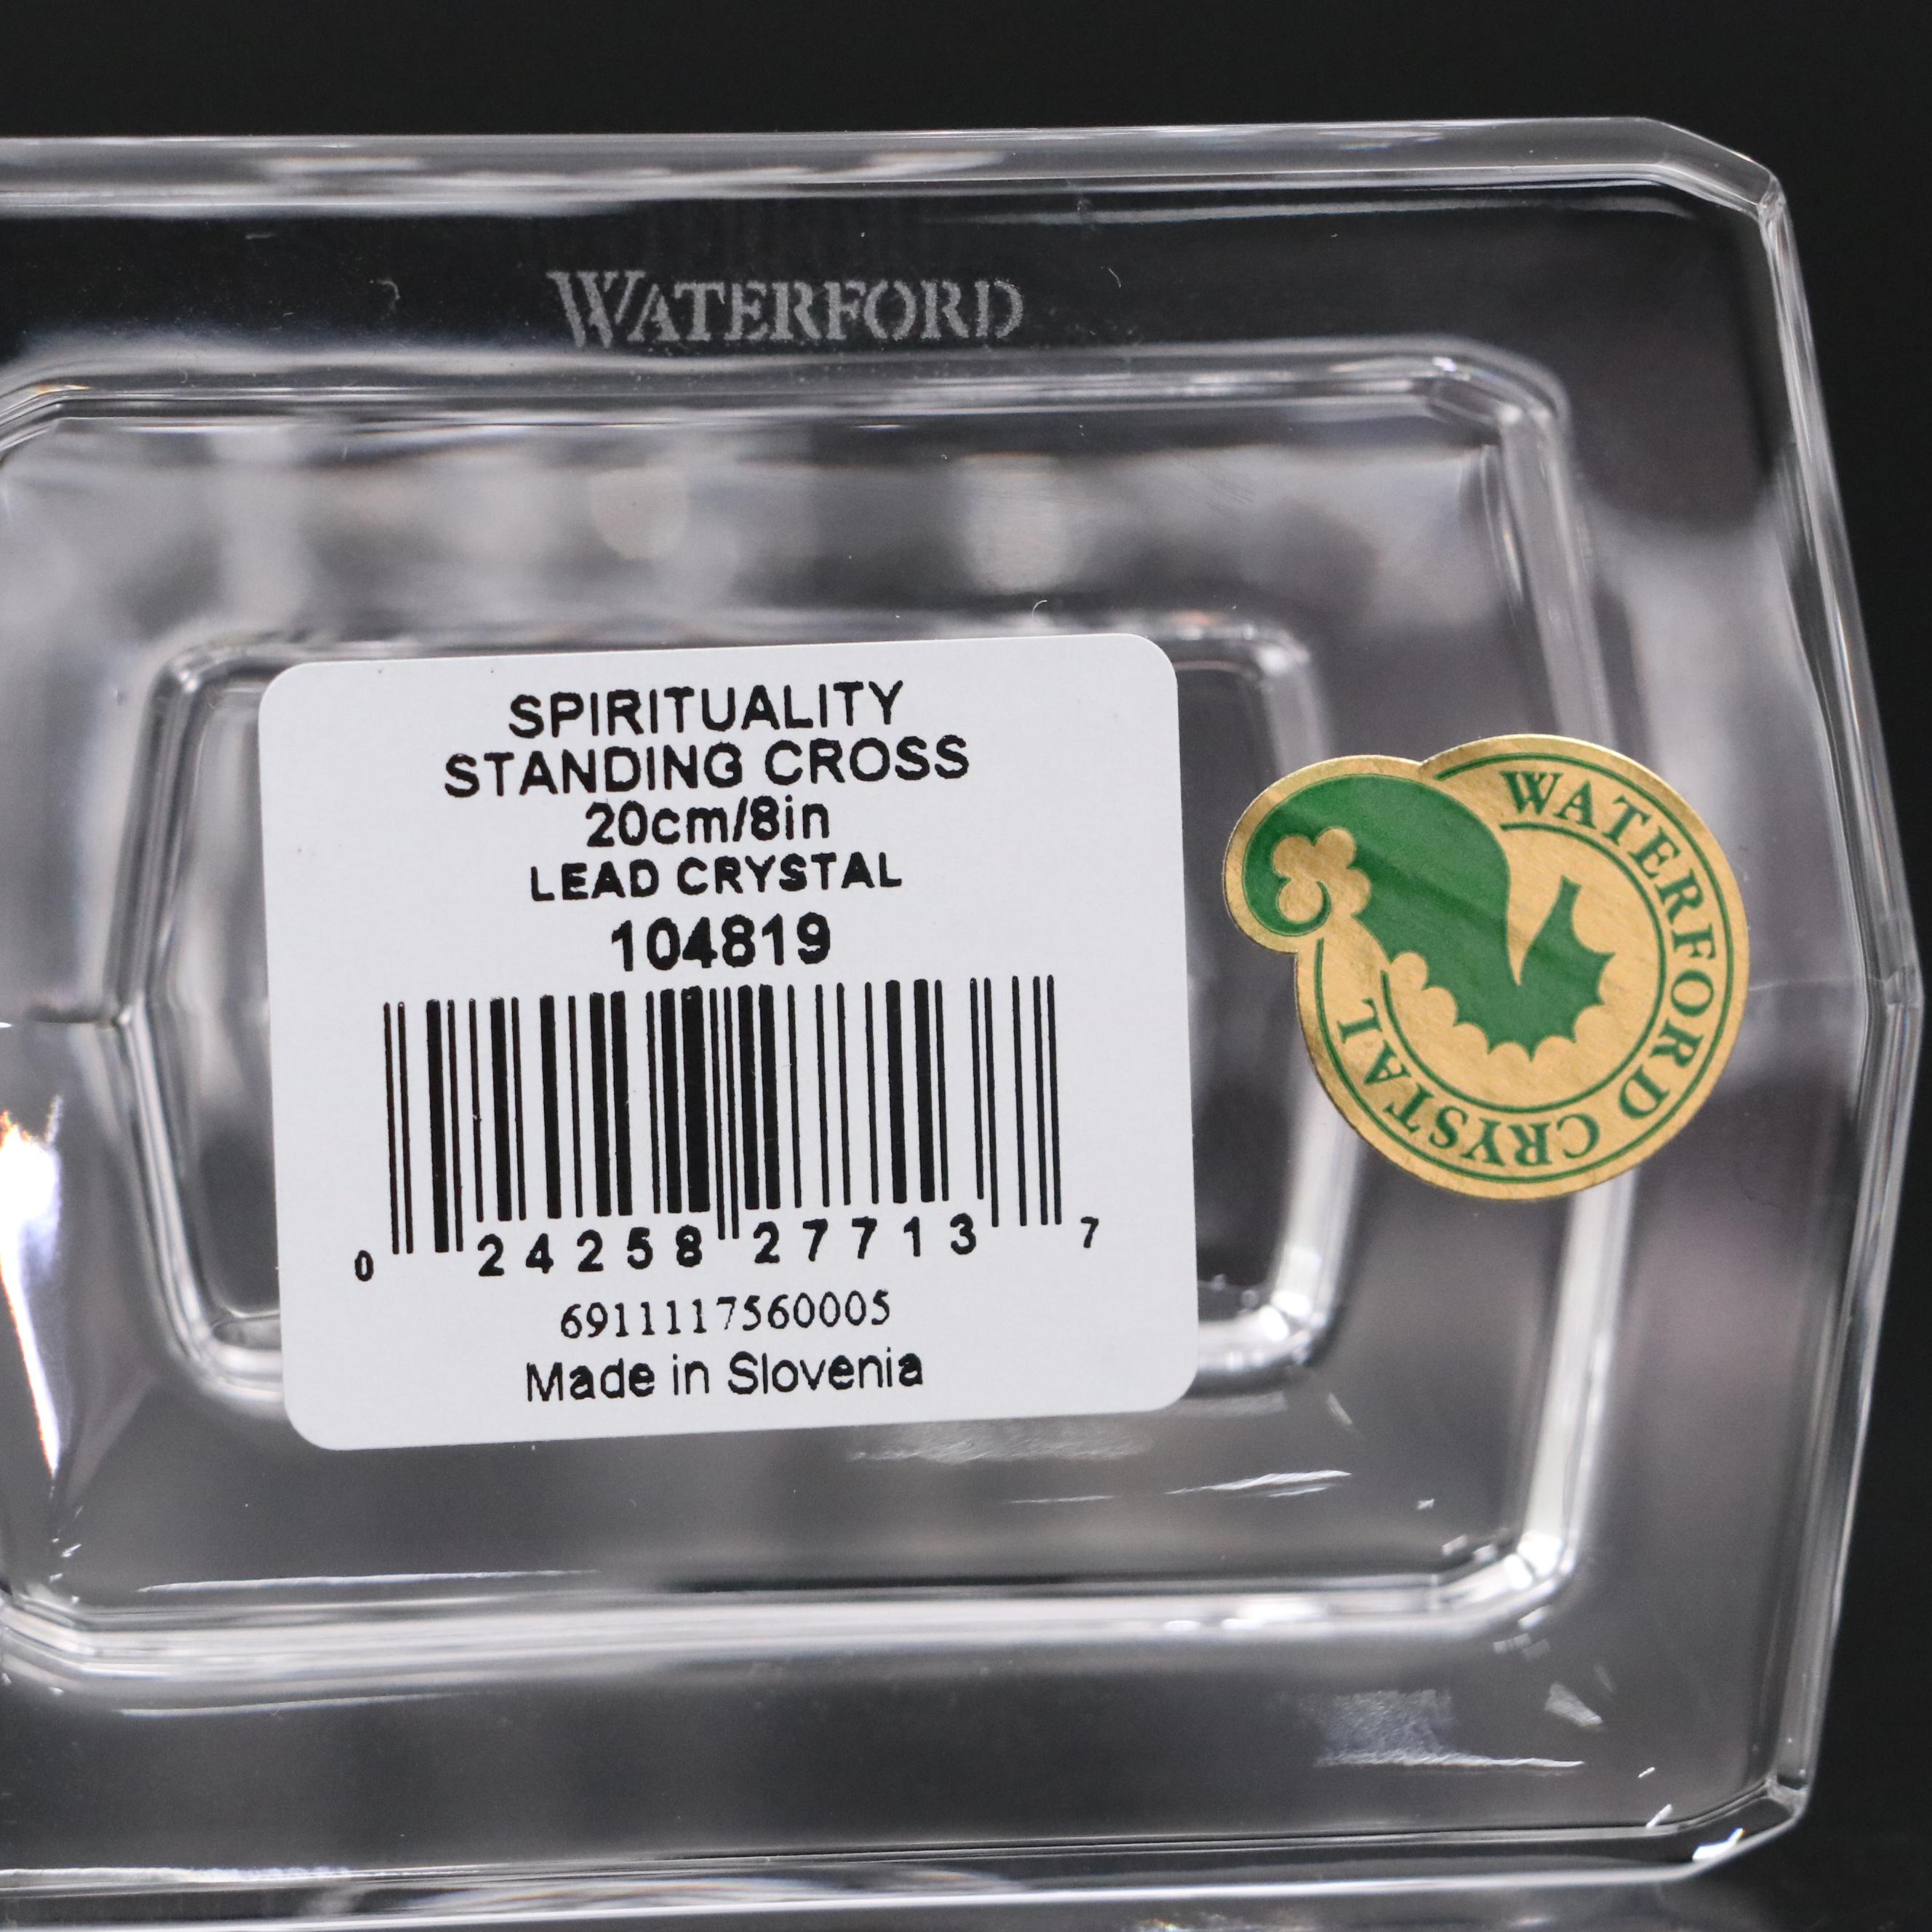 WATERFORD
SPIRITUALITY
STANDING CROSS
20cm/8in
LEAD CRYSTAL
104819
0 24258 27713 7
6911117560005
Made in Slovenia
WATERFORD CRYSTAL